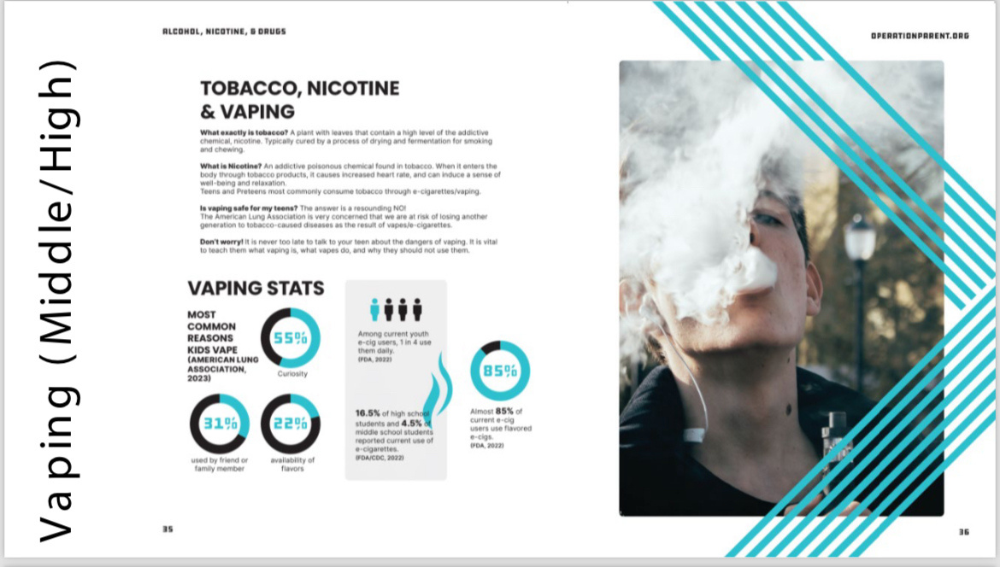 Vaping (Middle/High)
ALCOHOL, NICOTINE, & DRUGS
OPERATIONPARENT.ORG
TOBACCO, NICOTINE
& VAPING
What exactly is tobacco? A plant with leaves that contain a high level of the addictive
chemical, nicotine. Typically cured by a process of drying and fermentation for smoking
and chewing.
What is Nicotine? An addictive poisonous chemical found in tobacco. When it enters the
body through tobacco products, it causes increased heart rate, and can induce a sense of
well-being and relaxation.
Teens and Preteens most commonly consume tobacco through e-cigarettes/vaping.
Is vaping safe for my teens? The answer is a resounding NO!
The American Lung Association is very concerned that we are at risk of losing another
generation to tobacco-caused diseases as the result of vapes/e-cigarettes.
Don't worry! It is never too late to talk to your teen about the dangers of vaping. It is vital
to teach them what vaping is, what vapes do, and why they should not use them.
VAPING STATS
MOST
COMMON
REASONS
KIDS VAPE
(AMERICAN LUNG
ASSOCIATION,
2023)
55%
Curiosity
31%
used by friend or
family member
22%
availability of
flavors
Among current youth
e-cig users, 1 in 4 use
them daily.
(FDA, 2022)
16.5% of high school
students and 4.5% of
middle school students
reported current use of
e-cigarettes.
(FDA/CDC, 2022)
85%
Almost 85% of
current e-cig
users use flavored
e-cigs.
(FDA, 2022)
35
36